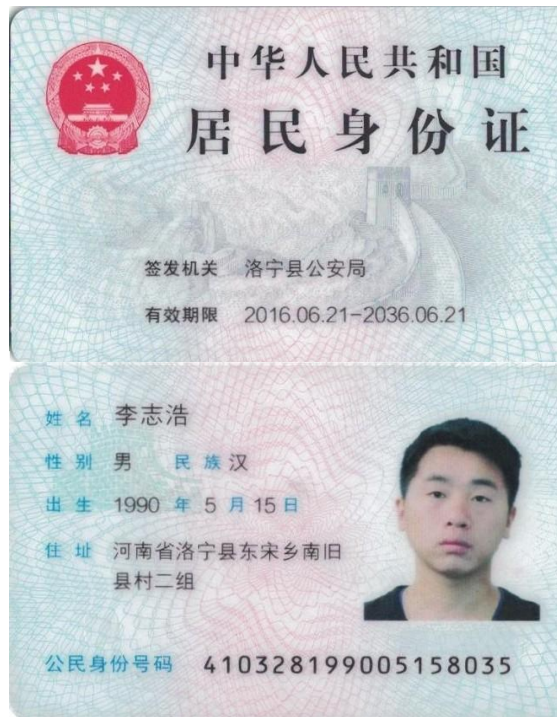 中华人民共和国
居民身份证
签发机关 洛宁县公安局
有效期限 2016.06.21-2036.06.21
姓名 李志浩
性别 男 民族 汉
出生 1990 年 5 月 15 日
住址 河南省洛宁县东宋乡南旧
县村二组
公民身份号码 410328199005158035